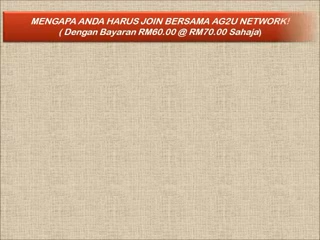 MENGAPA ANDA HARUS JOIN BERSAMA AG2U NETWORK!
( Dengan Bayaran RM60.00 @ RM70.00 Sahaja)